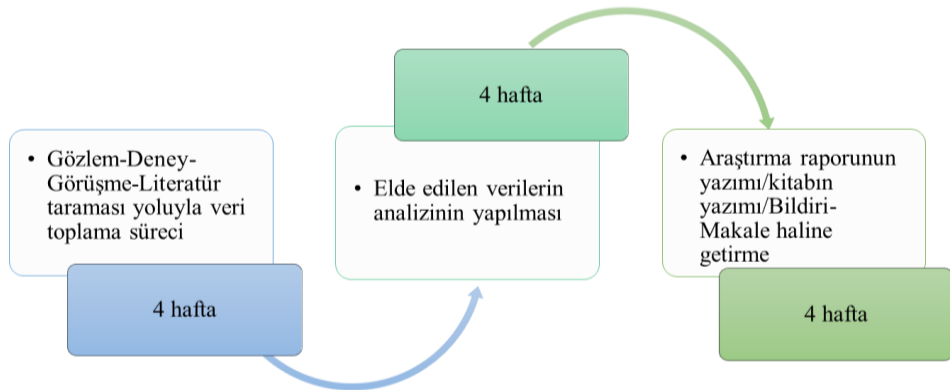 • Gözlem-Deney-
Görüşme-Literatür
taraması yoluyla veri
toplama süreci
4 hafta
4 hafta
• Elde edilen verilerin
analizinin yapılması
• Araştırma raporunun
yazımı/kitabın
yazımı/Bildiri-
Makale haline
getirme
4 hafta